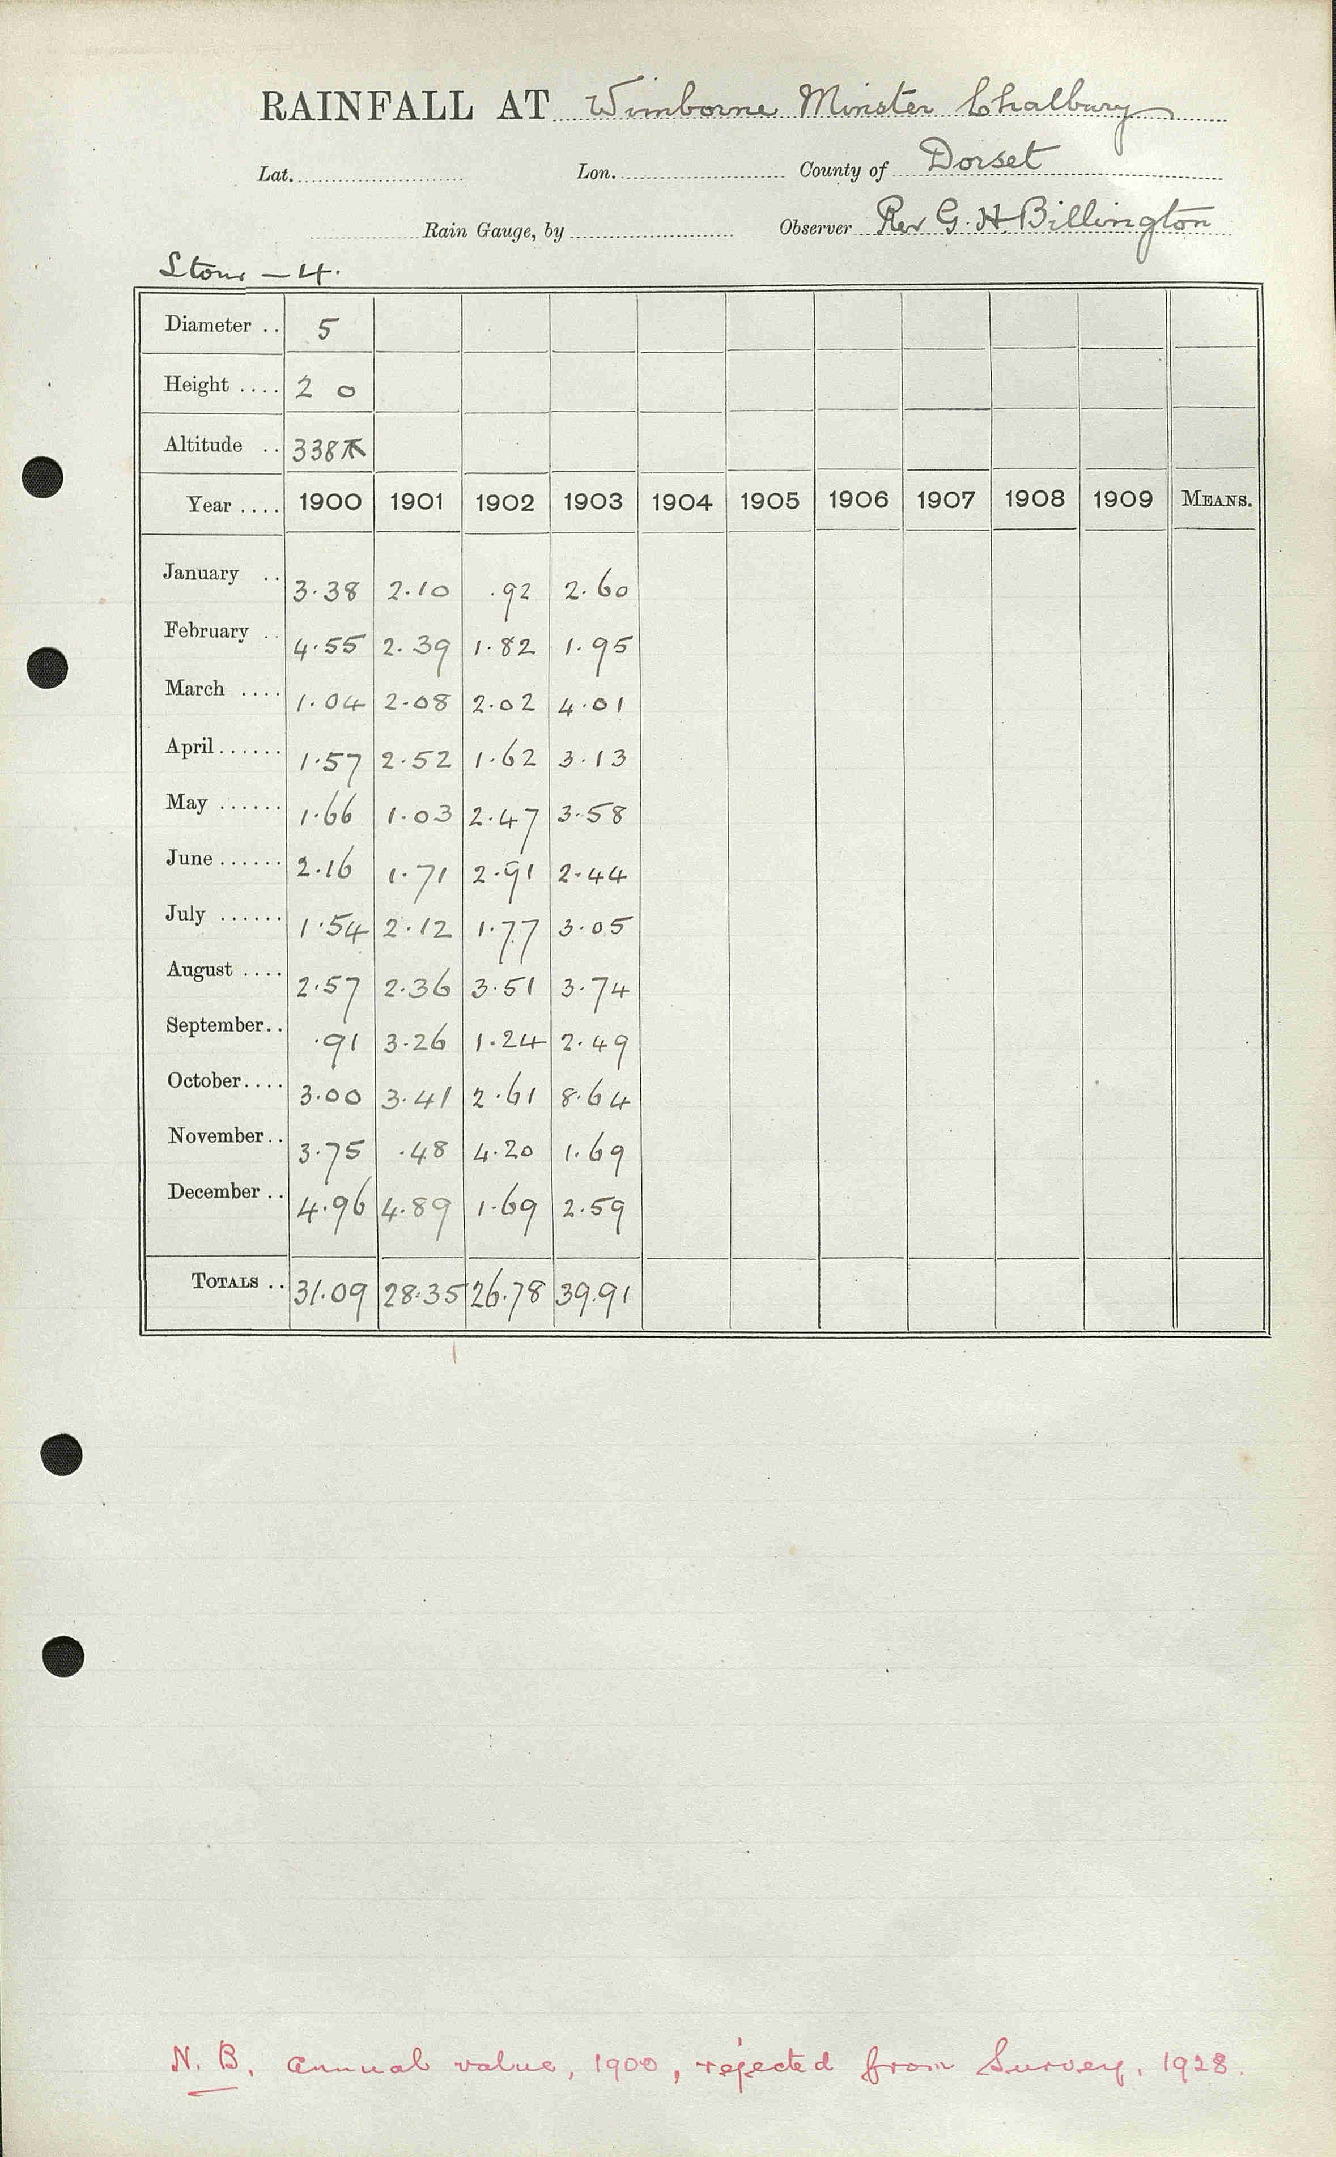 RAINFALL AT Wimborne Minster Chalbury
Lat. Lon. County of Dorset
Rain Gauge, by Observer Rev G. H. Billington
Stour - 4.
Diameter .. 5
Height .... 2 0
Altitude .. 338
Year .... 1900 1901 1902 1903 1904 1905 1906 1907 1908 1909 MEANS.
January .. 3.38 2.10 .92 2.60
February .. 4.55 2.39 1.82 1.95
March .... 1.04 2.08 2.02 4.01
April ...... 1.57 2.52 1.62 3.13
May ...... 1.66 1.03 2.47 3.58
June ...... 2.16 1.71 2.91 2.44
July ...... 1.54 2.12 1.77 3.05
August .... 2.57 2.36 3.51 3.74
September.. .91 3.26 1.24 2.49
October.... 3.00 3.41 2.61 8.64
November.. 3.75 .48 4.20 1.69
December .. 4.96 4.89 1.69 2.59
TOTALS .. 31.09 28.35 26.78 39.91
N. B. annual value, 1900, rejected from Survey, 1928.